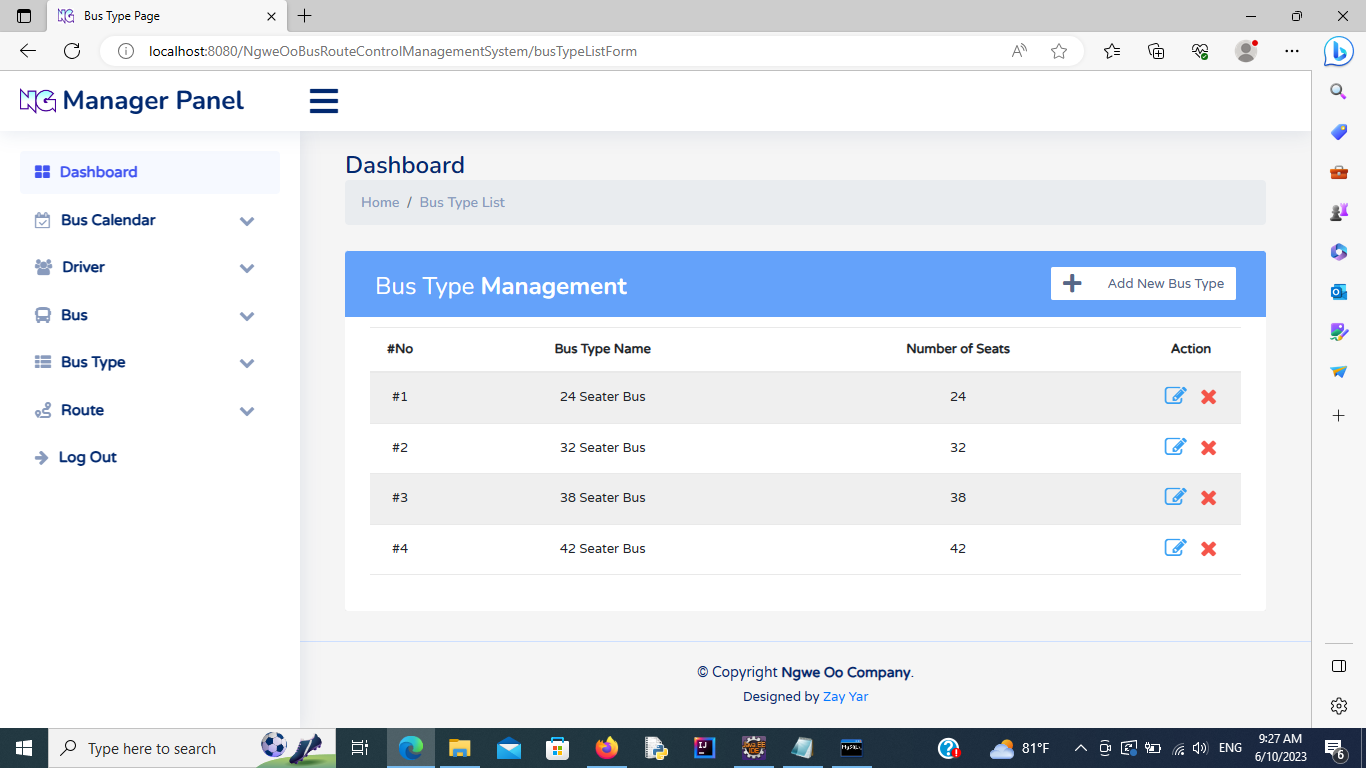 Bus Type Page
localhost:8080/NgweOoBusRouteControlManagementSystem/busTypeListForm
NG Manager Panel
Dashboard
Bus Calendar
Driver
Bus
Bus Type
Route
Log Out
Dashboard
Home / Bus Type List
Bus Type Management
Add New Bus Type
#No Bus Type Name Number of Seats Action
#1 24 Seater Bus 24
#2 32 Seater Bus 32
#3 38 Seater Bus 38
#4 42 Seater Bus 42
© Copyright Ngwe Oo Company.
Designed by Zay Yar
Type here to search
81°F
ENG
9:27 AM
6/10/2023
6